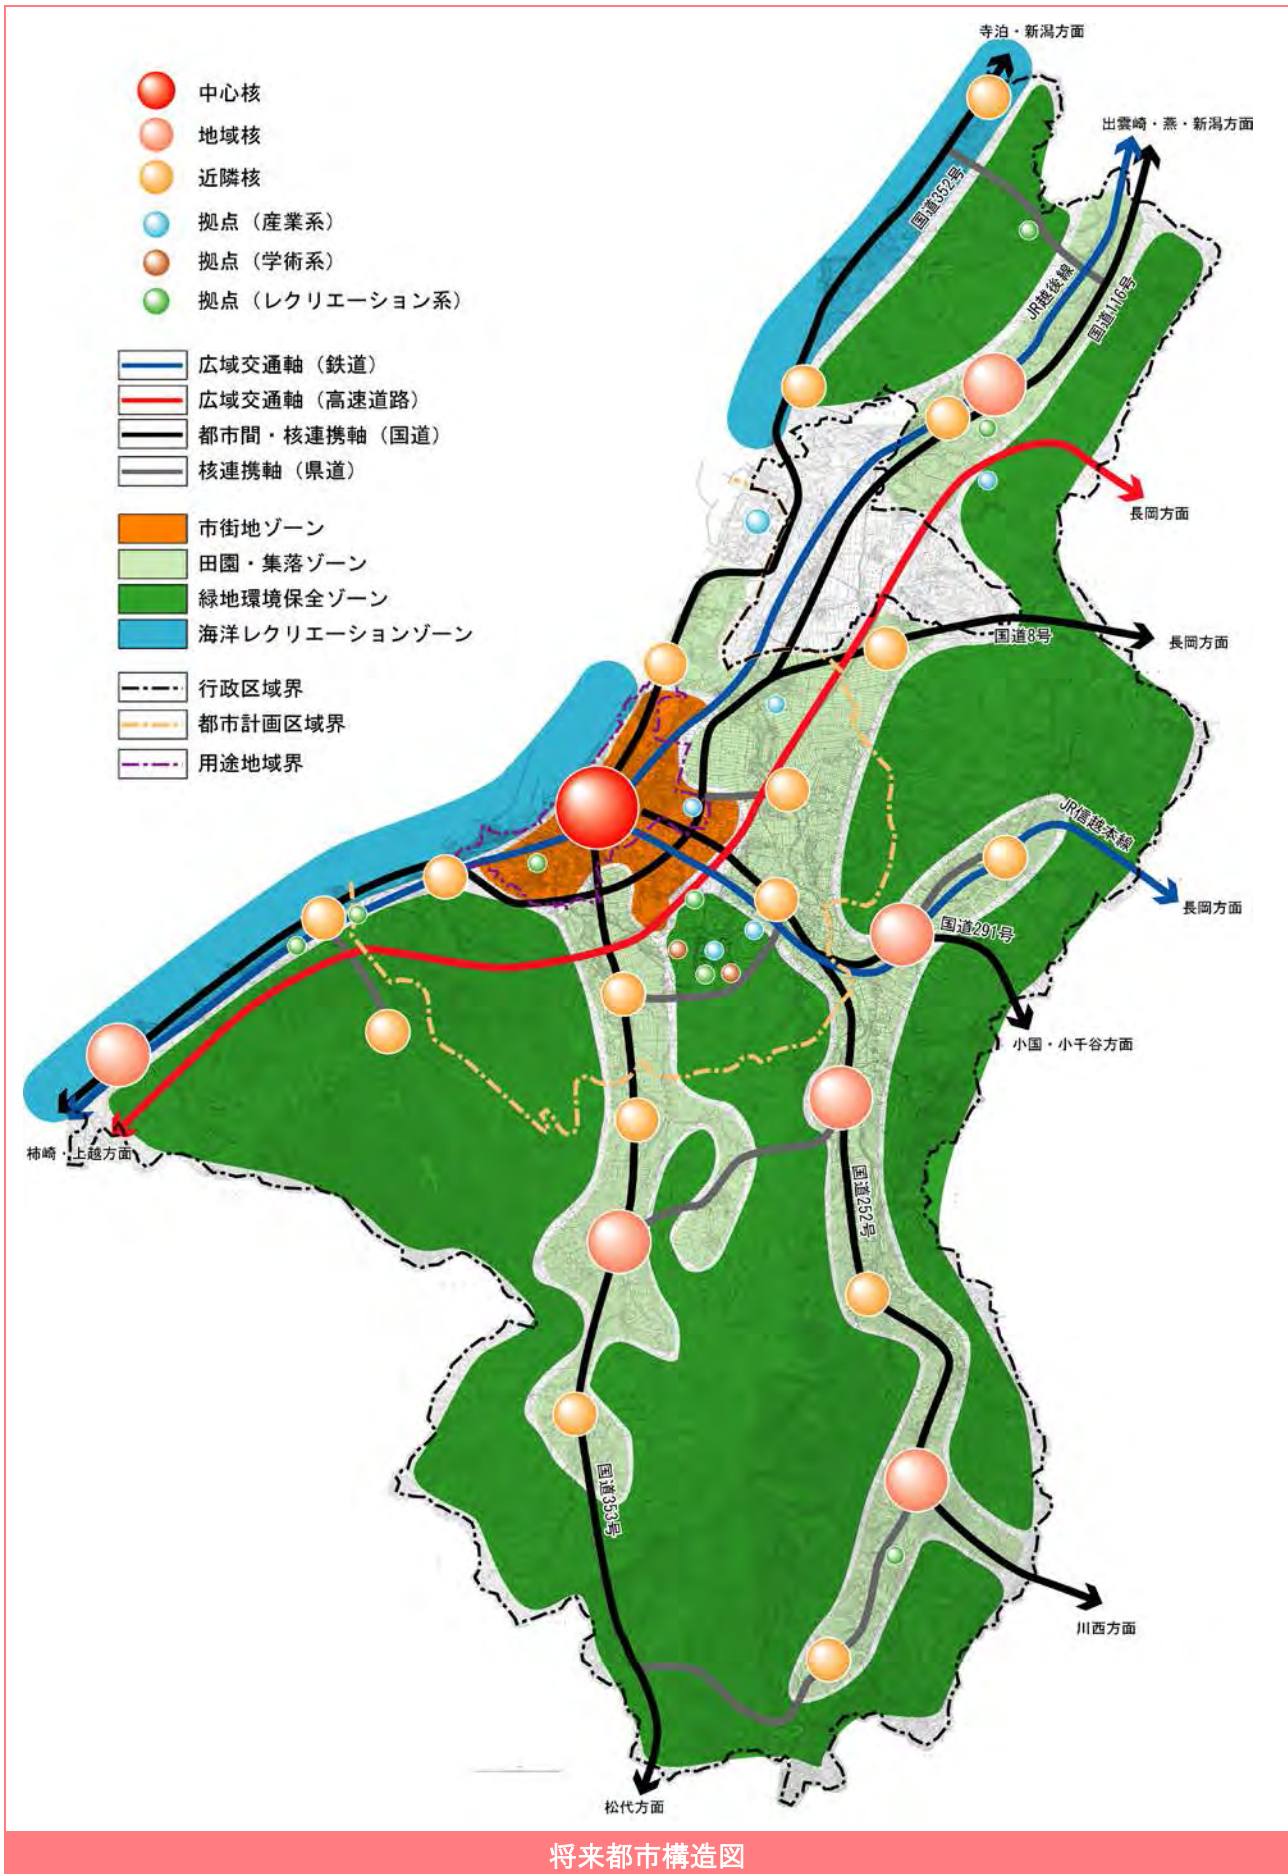 寺泊・新潟方面
中心核
地域核
近隣核
拠点（産業系）
拠点（学術系）
拠点（レクリエーション系）
広域交通軸（鉄道）
広域交通軸（高速道路）
都市間・核連携軸（国道）
核連携軸（県道）
市街地ゾーン
田園・集落ゾーン
緑地環境保全ゾーン
海洋レクリエーションゾーン
行政区域界
都市計画区域界
用途地域界
出雲崎・燕・新潟方面
国道352号
JR越後線
国道116号
長岡方面
国道8号
長岡方面
JR信越本線
長岡方面
国道291号
小国・小千谷方面
柿崎・上越方面
国道252号
国道353号
川西方面
松代方面
将来都市構造図